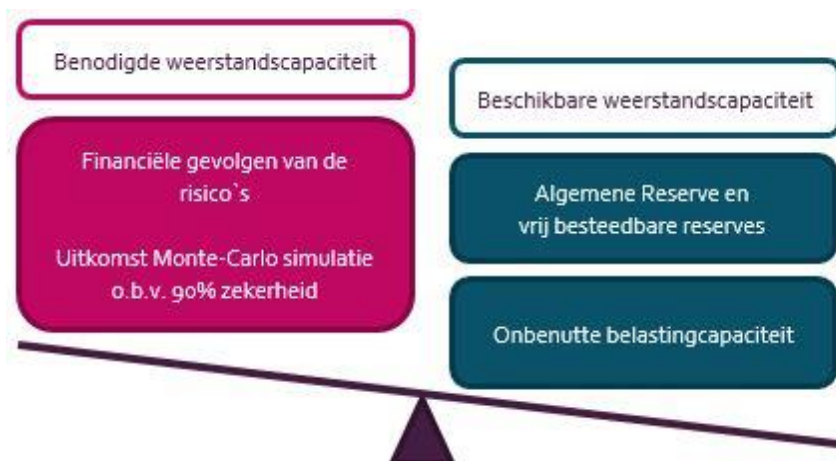 Benodigde weerstandscapaciteit
Financiële gevolgen van de
risico`s
Uitkomst Monte-Carlo simulatie
o.b.v. 90% zekerheid
Beschikbare weerstandscapaciteit
Algemene Reserve en
vrij besteedbare reserves
Onbenutte belastingcapaciteit